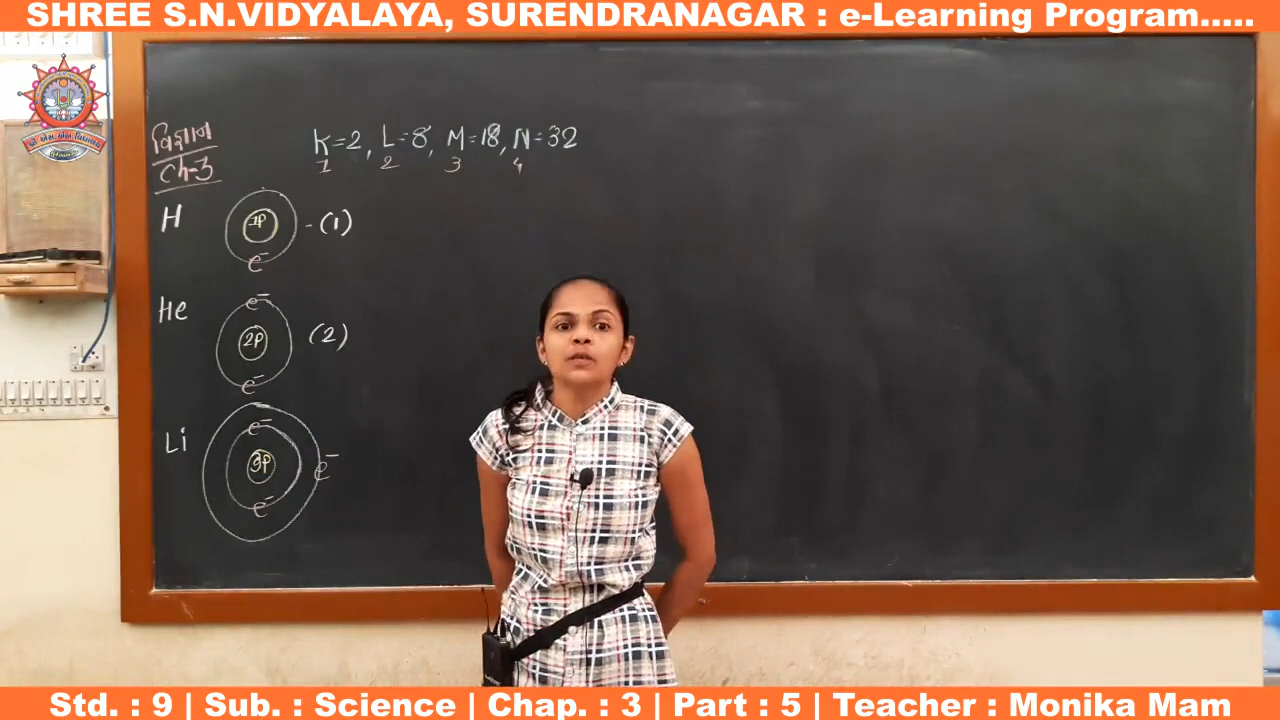 SHREE S.N.VIDYALAYA, SURENDRANAGAR : e-Learning Program.....
विज्ञान
Ch-3
K=2, L=8, M=18, N=32
1 2 3 4
H
1P
e⁻
-(1)
He
e⁻
2P
e⁻
(2)
Li
e⁻
3P
e⁻
e⁻
Std. : 9 | Sub. : Science | Chap. : 3 | Part : 5 | Teacher : Monika Mam